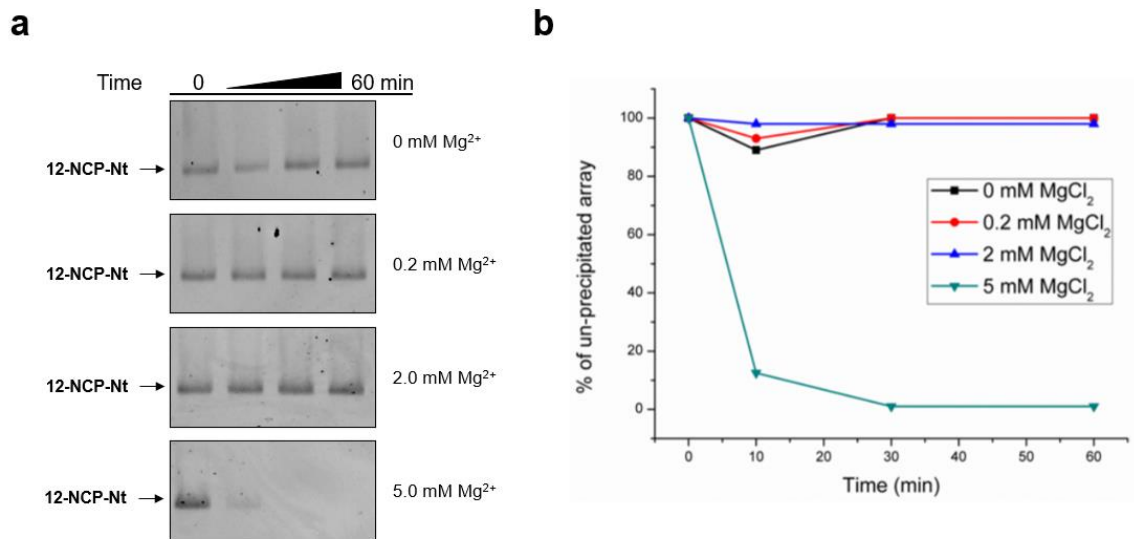 a
Time 0 60 min
12-NCP-Nt 0 mM Mg²⁺
12-NCP-Nt 0.2 mM Mg²⁺
12-NCP-Nt 2.0 mM Mg²⁺
12-NCP-Nt 5.0 mM Mg²⁺
b
% of un-precipitated array
100
80
60
40
20
0
0 mM MgCl₂
0.2 mM MgCl₂
2 mM MgCl₂
5 mM MgCl₂
0 10 20 30 40 50 60
Time (min)